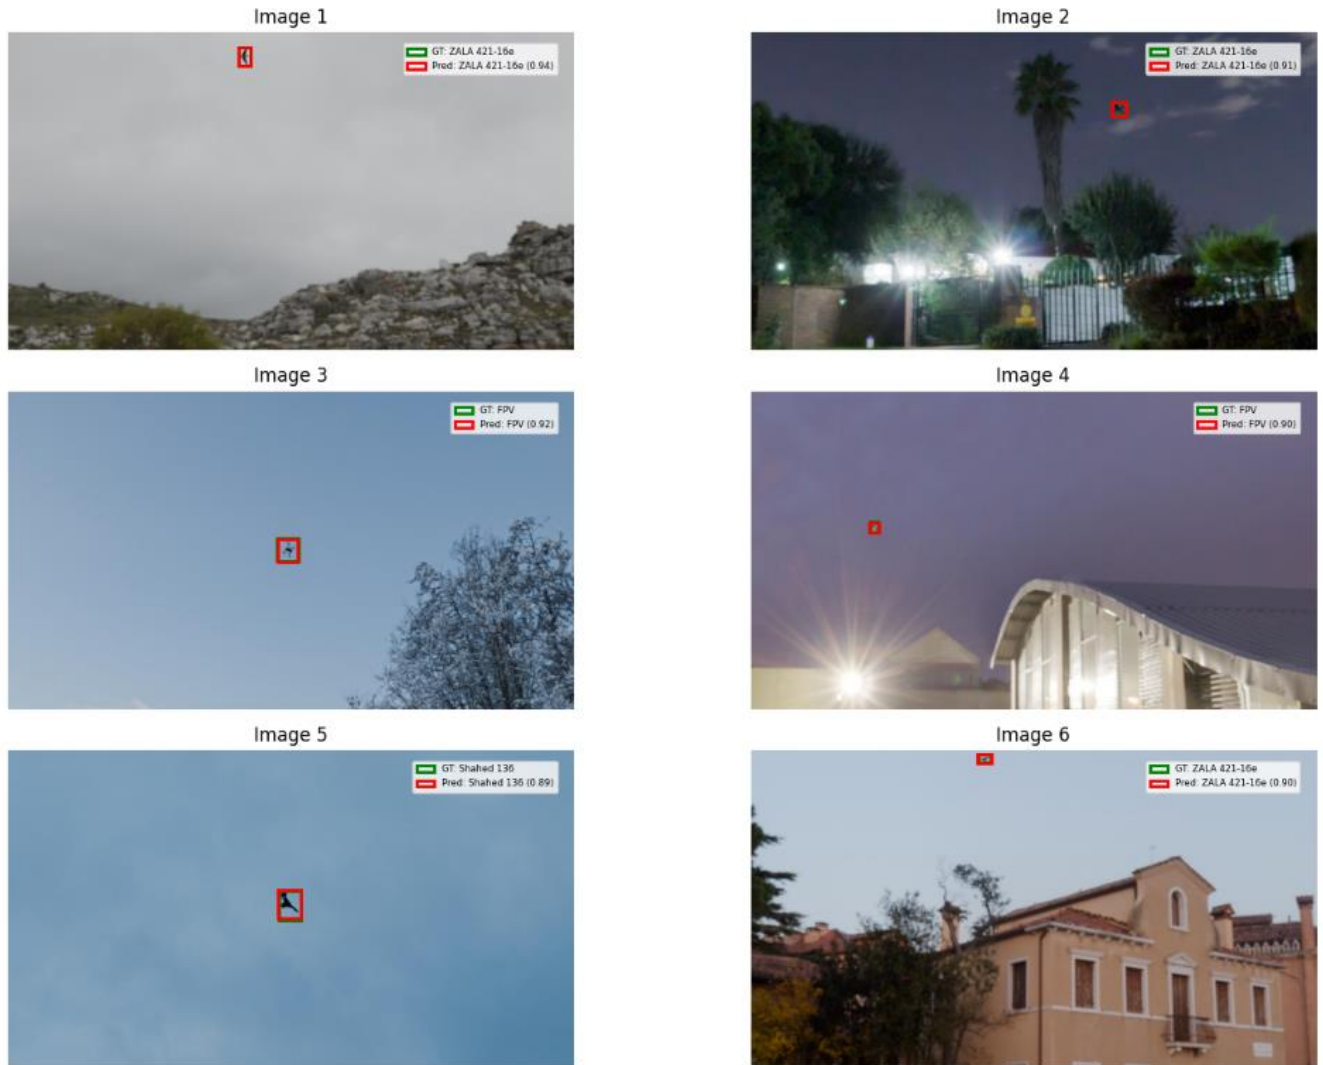 Image 1
GT: ZALA 421-16e
Pred: ZALA 421-16e (0.94)
Image 2
GT: ZALA 421-16e
Pred: ZALA 421-16e (0.91)
Image 3
GT: FPV
Pred: FPV (0.92)
Image 4
GT: FPV
Pred: FPV (0.90)
Image 5
GT: Shahed 136
Pred: Shahed 136 (0.89)
Image 6
GT: ZALA 421-16e
Pred: ZALA 421-16e (0.90)